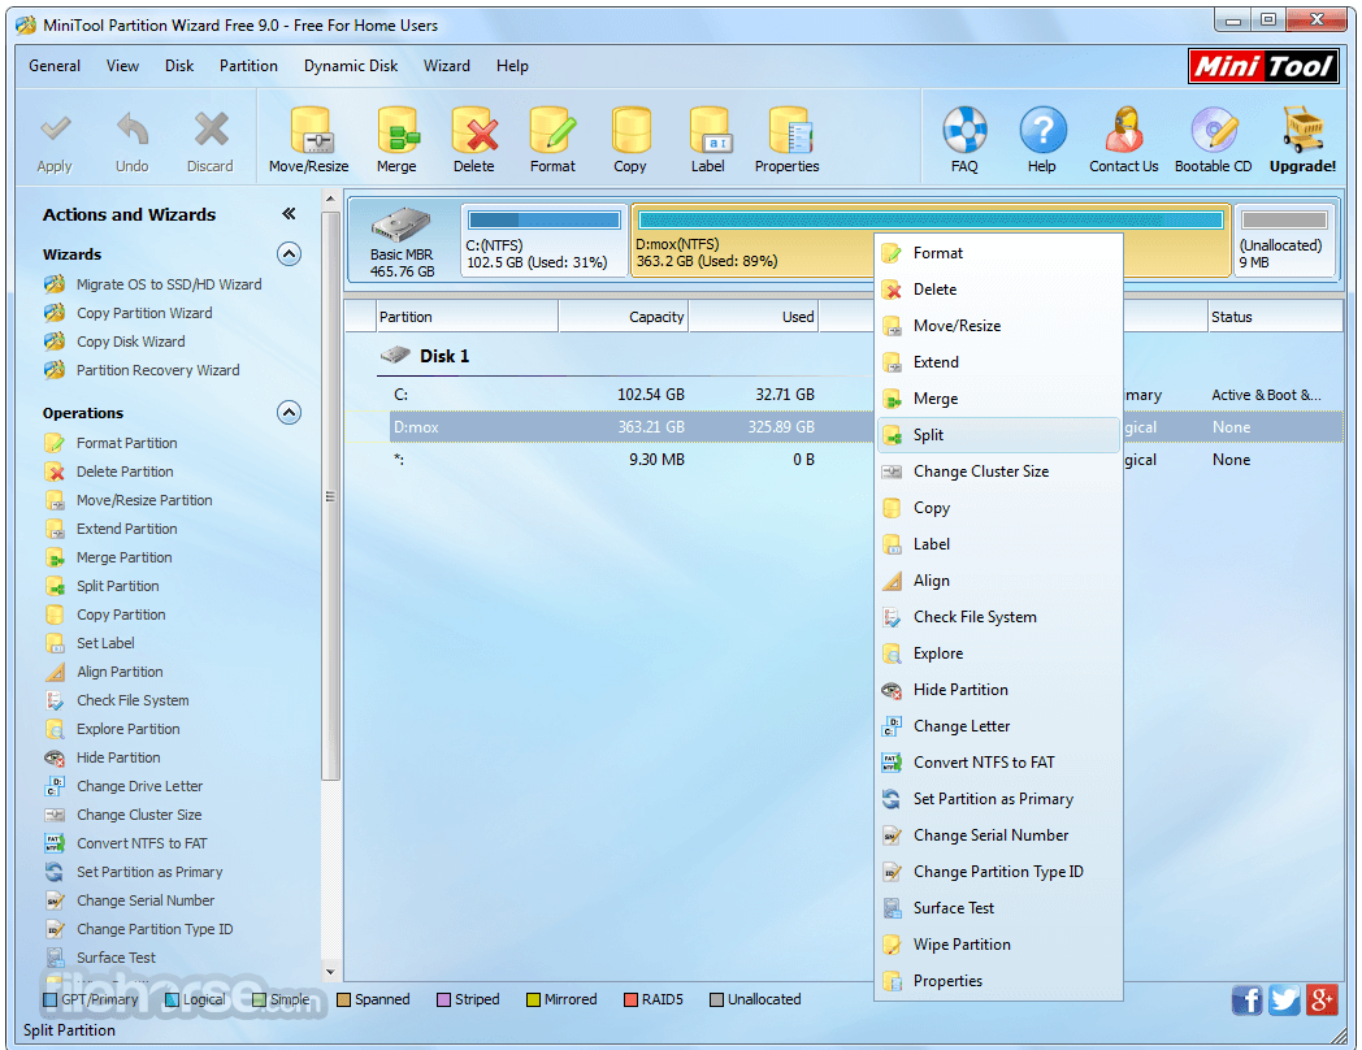 MiniTool Partition Wizard Free 9.0 - Free For Home Users
General View Disk Partition Dynamic Disk Wizard Help
Mini Tool
Apply Undo Discard Move/Resize Merge Delete Format Copy Label Properties FAQ Help Contact Us Bootable CD Upgrade!
Actions and Wizards
Wizards
Migrate OS to SSD/HD Wizard
Copy Partition Wizard
Copy Disk Wizard
Partition Recovery Wizard
Operations
Format Partition
Delete Partition
Move/Resize Partition
Extend Partition
Merge Partition
Split Partition
Copy Partition
Set Label
Align Partition
Check File System
Explore Partition
Hide Partition
Change Drive Letter
Change Cluster Size
Convert NTFS to FAT
Set Partition as Primary
Change Serial Number
Change Partition Type ID
Surface Test
Basic MBR
465.76 GB
C:(NTFS)
102.5 GB (Used: 31%)
D:mox(NTFS)
363.2 GB (Used: 89%)
(Unallocated)
9 MB
Partition Capacity Used Status
Disk 1
C: 102.54 GB 32.71 GB mary Active & Boot &...
D:mox 363.21 GB 325.89 GB gical None
*: 9.30 MB 0 B gical None
Format
Delete
Move/Resize
Extend
Merge
Split
Change Cluster Size
Copy
Label
Align
Check File System
Explore
Hide Partition
Change Letter
Convert NTFS to FAT
Set Partition as Primary
Change Serial Number
Change Partition Type ID
Surface Test
Wipe Partition
Properties
GPT/Primary Logical Simple Spanned Striped Mirrored RAID5 Unallocated
filehorse.com
Split Partition